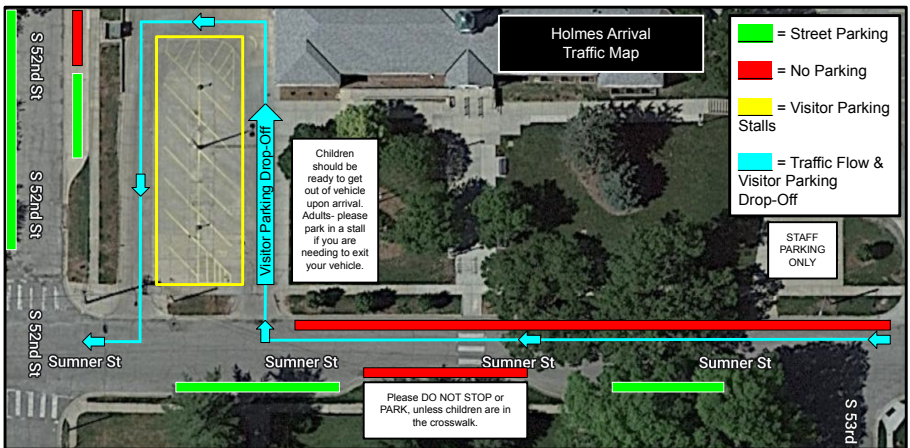 Holmes Arrival
Traffic Map
= Street Parking
= No Parking
= Visitor Parking
Stalls
= Traffic Flow &
Visitor Parking
Drop-Off
S 52nd St
S 52nd St
S 52nd St
S 52nd St
Visitor Parking Drop-Off
Children
should be
ready to get
out of vehicle
upon arrival.
Adults- please
park in a stall
if you are
needing to exit
your vehicle.
STAFF
PARKING
ONLY
Sumner St
Sumner St
Sumner St
Sumner St
Please DO NOT STOP or
PARK, unless children are in
the crosswalk.
S 53rd